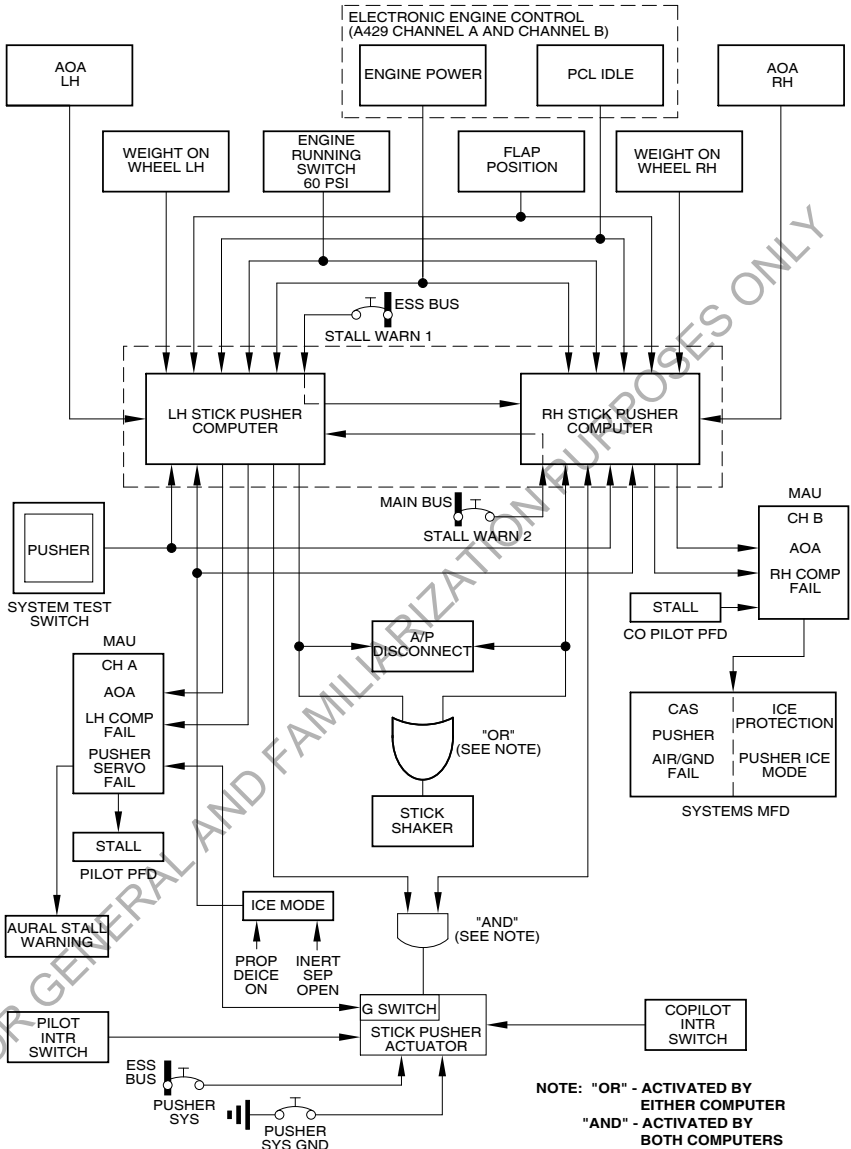 ELECTRONIC ENGINE CONTROL
(A429 CHANNEL A AND CHANNEL B)
AOA
LH
ENGINE POWER
PCL IDLE
AOA
RH
WEIGHT ON
WHEEL LH
ENGINE
RUNNING
SWITCH
60 PSI
FLAP
POSITION
WEIGHT ON
WHEEL RH
ESS BUS
STALL WARN 1
LH STICK PUSHER
COMPUTER
RH STICK PUSHER
COMPUTER
MAIN BUS
STALL WARN 2
PUSHER
SYSTEM TEST
SWITCH
MAU
CH B
AOA
RH COMP
FAIL
STALL
CO PILOT PFD
A/P
DISCONNECT
MAU
CH A
AOA
LH COMP
FAIL
PUSHER
SERVO
FAIL
"OR"
(SEE NOTE)
STICK
SHAKER
CAS
PUSHER
AIR/GND
FAIL
ICE
PROTECTION
PUSHER ICE
MODE
SYSTEMS MFD
STALL
PILOT PFD
AURAL STALL
WARNING
ICE MODE
PROP
DEICE
ON
INERT
SEP
OPEN
"AND"
(SEE NOTE)
G SWITCH
STICK PUSHER
ACTUATOR
PILOT
INTR
SWITCH
COPILOT
INTR
SWITCH
ESS
BUS
PUSHER
SYS
PUSHER
SYS GND
NOTE: "OR" - ACTIVATED BY
EITHER COMPUTER
"AND" - ACTIVATED BY
BOTH COMPUTERS
FOR GENERAL AND FAMILIARIZATION PURPOSES ONLY